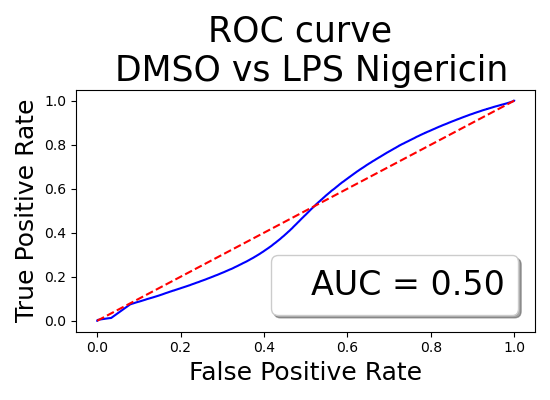 ROC curve
DMSO vs LPS Nigericin
True Positive Rate
1.0
0.8
0.6
0.4
0.2
0.0
AUC = 0.50
0.0 0.2 0.4 0.6 0.8 1.0
False Positive Rate